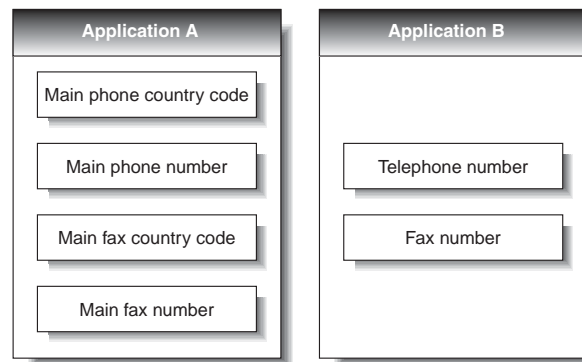 Application A
Main phone country code
Main phone number
Main fax country code
Main fax number
Application B
Telephone number
Fax number